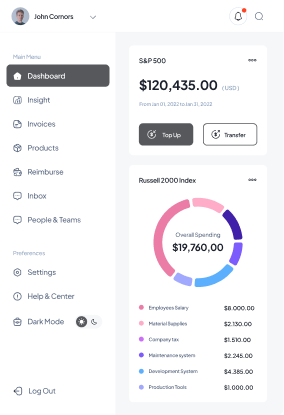 John Cornors
Main Menu
Dashboard
Insight
Invoices
Products
Reimburse
Inbox
People & Teams
Preferences
Settings
Help & Center
Dark Mode
Log Out
S&P 500
$120,435.00 (USD)
From Jan 01, 2022 to Jan 31, 2022
Top Up
Transfer
Russell 2000 Index
Overall Spending
$19,760,00
Employees Salary $8.000.00
Material Supplies $2.130.00
Company tax $1.510.00
Maintenance system $2.245.00
Development System $4.385.00
Production Tools $1,000.00